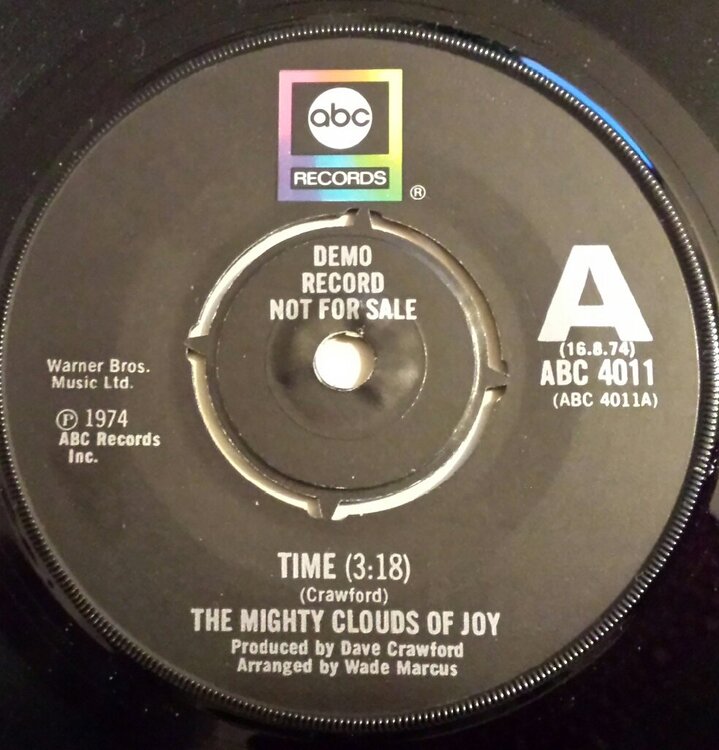 abc
RECORDS
®
DEMO
RECORD
NOT FOR SALE
A
(16.8.74)
ABC 4011
(ABC 4011A)
Warner Bros.
Music Ltd.
℗ 1974
ABC Records
Inc.
TIME (3:18)
(Crawford)
THE MIGHTY CLOUDS OF JOY
Produced by Dave Crawford
Arranged by Wade Marcus